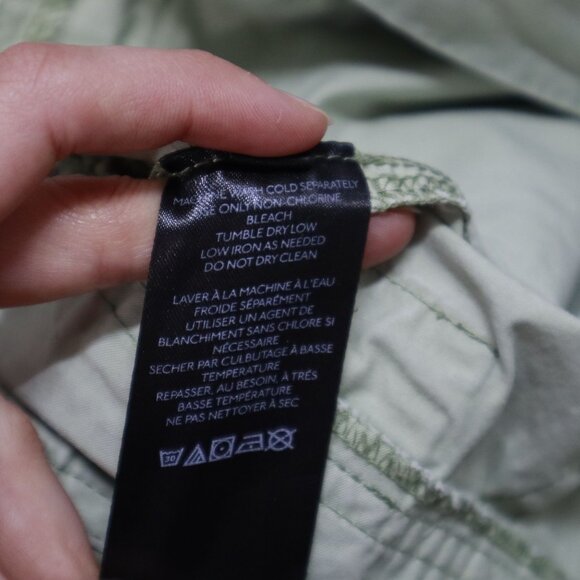 WASH COLD SEPARATELY
ONLY NON-CHLORINE
BLEACH
TUMBLE DRY LOW
LOW IRON AS NEEDED
DO NOT DRY CLEAN
LAVER À LA MACHINE À L'EAU
FROIDE SÉPARÉMENT
UTILISER UN AGENT DE
BLANCHIMENT SANS CHLORE SI
NÉCESSAIRE
SECHER PAR CULBUTAGE À BASSE
TEMPERATURE
REPASSER, AU BESOIN, À TRÉS
BASSE TEMPÉRATURE
NE PAS NETTOYER À SEC
30